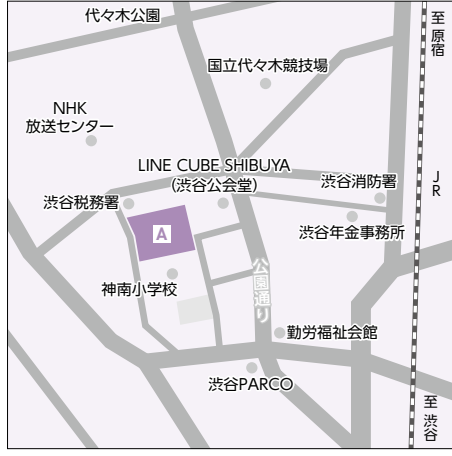 代々木公園
至 原宿
国立代々木競技場
NHK
放送センター
LINE CUBE SHIBUYA
(渋谷公会堂)
渋谷消防署
JR
渋谷税務署
A
渋谷年金事務所
神南小学校
公園通り
勤労福祉会館
渋谷PARCO
至 渋谷